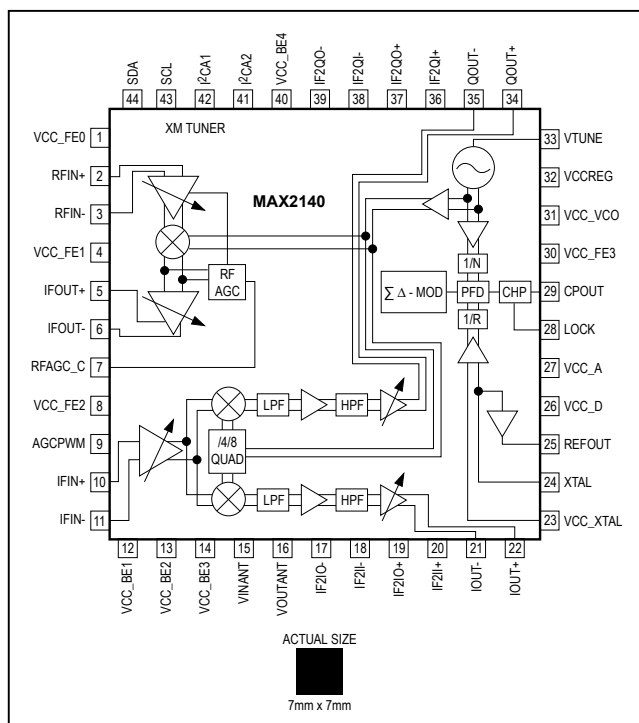 SDA
SCL
I²CA1
I²CA2
VCC_BE4
IF2QO-
IF2QI-
IF2QO+
IF2QI+
QOUT-
QOUT+
44
43
42
41
40
39
38
37
36
35
34
XM TUNER
MAX2140
VCC_FE0 1
RFIN+ 2
RFIN- 3
VCC_FE1 4
IFOUT+ 5
IFOUT- 6
RFAGC_C 7
VCC_FE2 8
AGCPWM 9
IFIN+ 10
IFIN- 11
RF
AGC
1/N
∑ Δ - MOD
PFD
CHP
1/R
LPF
HPF
/4/8
QUAD
LPF
HPF
33 VTUNE
32 VCCREG
31 VCC_VCO
30 VCC_FE3
29 CPOUT
28 LOCK
27 VCC_A
26 VCC_D
25 REFOUT
24 XTAL
23 VCC_XTAL
12
13
14
15
16
17
18
19
20
21
22
VCC_BE1
VCC_BE2
VCC_BE3
VINANT
VOUTANT
IF2IO-
IF2II-
IF2IO+
IF2II+
IOUT-
IOUT+
ACTUAL SIZE
7mm x 7mm